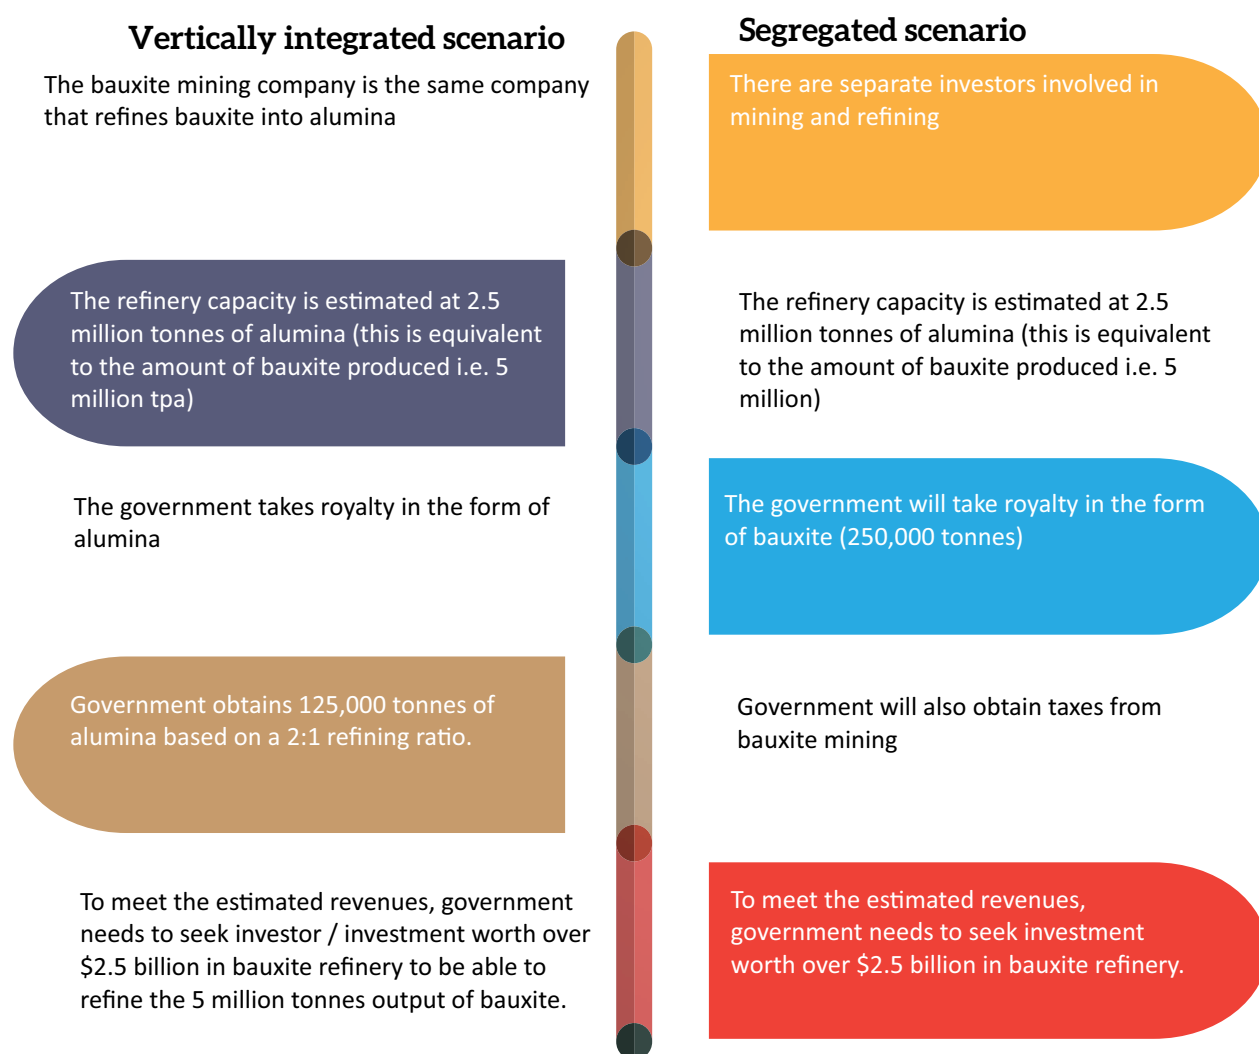 Vertically integrated scenario
The bauxite mining company is the same company
that refines bauxite into alumina
The refinery capacity is estimated at 2.5
million tonnes of alumina (this is equivalent
to the amount of bauxite produced i.e. 5
million tpa)
The government takes royalty in the form of
alumina
Government obtains 125,000 tonnes of
alumina based on a 2:1 refining ratio.
To meet the estimated revenues, government
needs to seek investor / investment worth over
$2.5 billion in bauxite refinery to be able to
refine the 5 million tonnes output of bauxite.
Segregated scenario
There are separate investors involved in
mining and refining
The refinery capacity is estimated at 2.5
million tonnes of alumina (this is equivalent
to the amount of bauxite produced i.e. 5
million)
The government will take royalty in the form
of bauxite (250,000 tonnes)
Government will also obtain taxes from
bauxite mining
To meet the estimated revenues,
government needs to seek investment
worth over $2.5 billion in bauxite refinery.